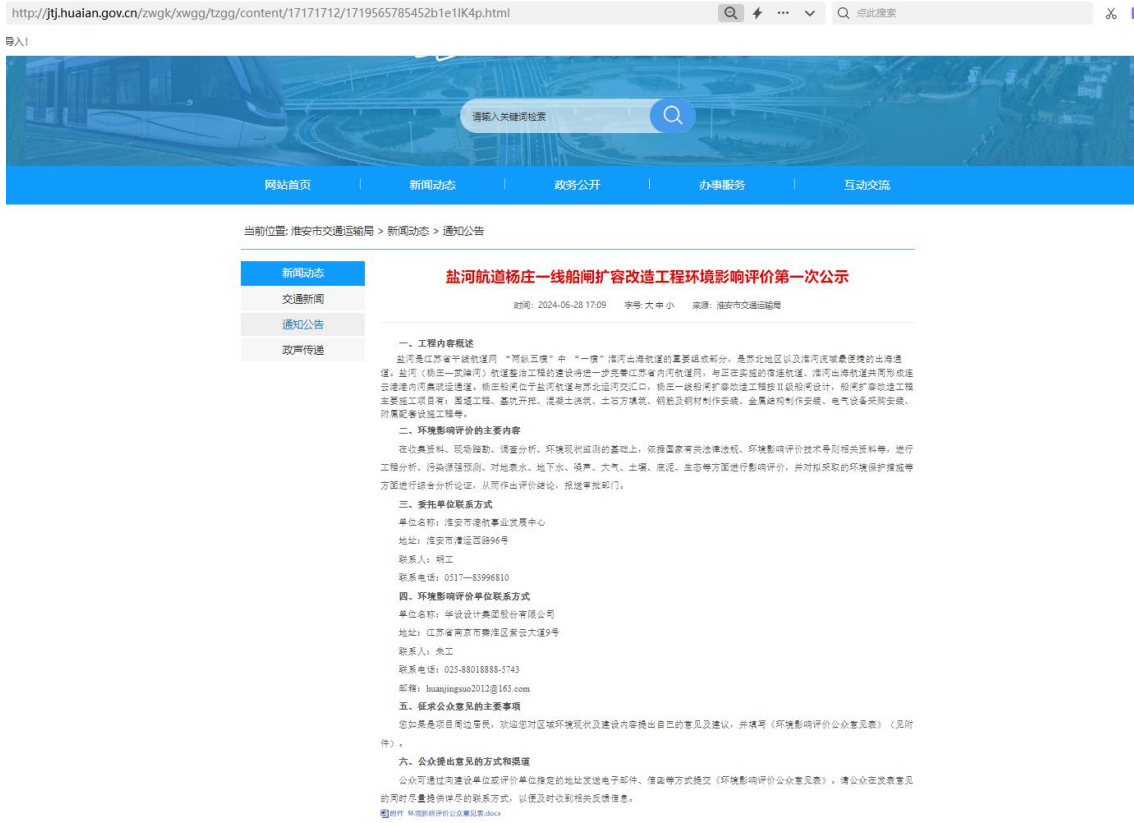 http://jtj.huaian.gov.cn/zwgk/xwgg/tzgg/content/17171712/1719565785452b1e1IK4p.html
点此搜索
导入!
请输入关键词检索
网站首页 新闻动态 政务公开 办事服务 互动交流
当前位置: 淮安市交通运输局 > 新闻动态 > 通知公告
新闻动态
交通新闻
通知公告
政声传递
盐河航道杨庄一线船闸扩容改造工程环境影响评价第一次公示
时间: 2024-06-28 17:09 字号: 大 中 小 来源: 淮安市交通运输局
一、工程内容概述
盐河是江苏省干线航道网 “两纵五横” 中 “一横” 淮河出海航道的重要组成部分，是苏北地区以及淮河流域最便捷的出海通
道。盐河（杨庄—武障河）航道整治工程的建设将进一步完善江苏省内河航道网，与正在实施的宿连航道、淮河出海航道共同形成连
云港港内河集疏运通道。杨庄船闸位于盐河航道与苏北运河交汇口，杨庄一线船闸扩容改造工程按Ⅱ级船闸设计，船闸扩容改造工程
主要施工项目有：围堰工程、基坑开挖、混凝土浇筑、土石方填筑、钢筋及钢材制作安装、金属结构制作安装、电气设备采购安装、
附属配套设施工程等。
二、环境影响评价的主要内容
在收集资料、现场踏勘、调查分析、环境现状监测的基础上，依据国家有关法律法规、环境影响评价技术导则相关资料等，进行
工程分析、污染源强预测、对地表水、地下水、噪声、大气、土壤、底泥、生态等方面进行影响评价，并对拟采取的环境保护措施等
方面进行综合分析论证，从而作出评价结论，报送审批部门。
三、委托单位联系方式
单位名称：淮安市港航事业发展中心
地址：淮安市漕运西路96号
联系人：胡工
联系电话：0517—83996810
四、环境影响评价单位联系方式
单位名称：华设设计集团股份有限公司
地址：江苏省南京市秦淮区紫云大道9号
联系人：朱工
联系电话：025-88018888-5743
邮箱：huanjingsuo2012@163.com
五、征求公众意见的主要事项
您如果是项目周边居民，欢迎您对区域环境现状及建设内容提出自己的意见及建议，并填写《环境影响评价公众意见表》（见附
件）。
六、公众提出意见的方式和渠道
公众可通过向建设单位或评价单位指定的地址发送电子邮件、信函等方式提交《环境影响评价公众意见表》。请公众在发表意见
的同时尽量提供详尽的联系方式，以便及时收到相关反馈信息。
附件 环境影响评价公众意见表.docx